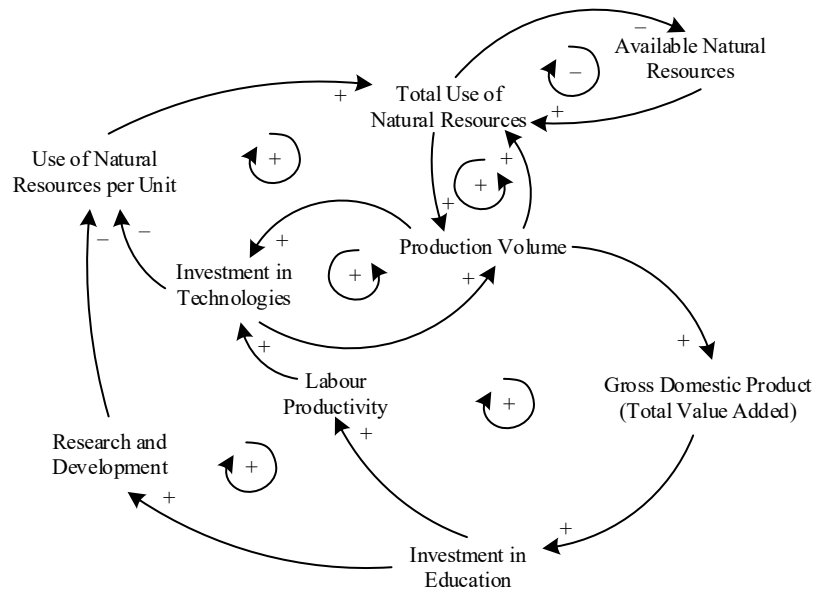 Available Natural
Resources
Total Use of
Natural Resources
Use of Natural
Resources per Unit
Production Volume
Investment in
Technologies
Labour
Productivity
Gross Domestic Product
(Total Value Added)
Research and
Development
Investment in
Education
−
−
+
+
+
+
+
+
+
−
−
+
+
+
+
+
+
+
+
+
+